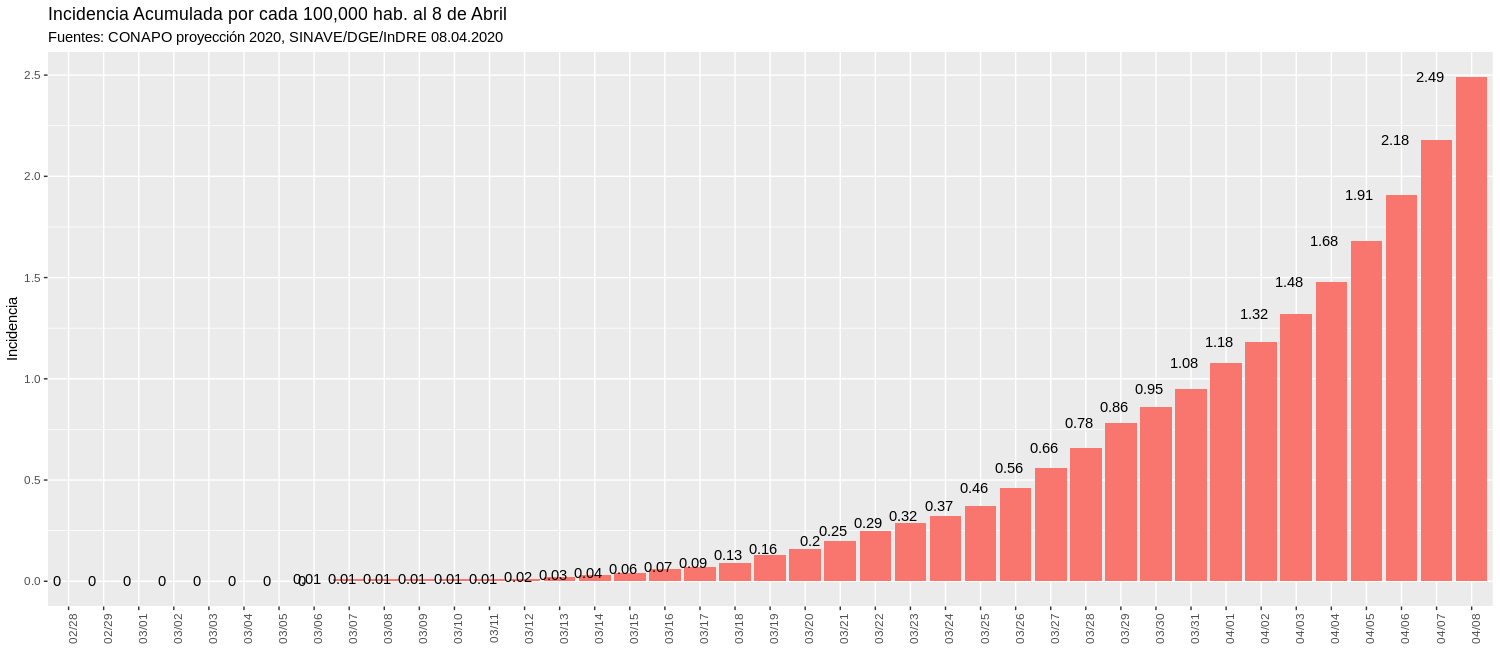 Incidencia Acumulada por cada 100,000 hab. al 8 de Abril
Fuentes: CONAPO proyección 2020, SINAVE/DGE/InDRE 08.04.2020
Incidencia
2.5
2.0
1.5
1.0
0.5
0.0
0 0 0 0 0 0 0 0 0.01 0.01 0.01 0.01 0.01 0.01 0.02 0.03 0.04 0.06 0.07 0.09 0.13 0.16 0.2 0.25 0.29 0.32 0.37 0.46 0.56 0.66 0.78 0.86 0.95 1.08 1.18 1.32 1.48 1.68 1.91 2.18 2.49
02/28 02/29 03/01 03/02 03/03 03/04 03/05 03/06 03/07 03/08 03/09 03/10 03/11 03/12 03/13 03/14 03/15 03/16 03/17 03/18 03/19 03/20 03/21 03/22 03/23 03/24 03/25 03/26 03/27 03/28 03/29 03/30 03/31 04/01 04/02 04/03 04/04 04/05 04/06 04/07 04/08